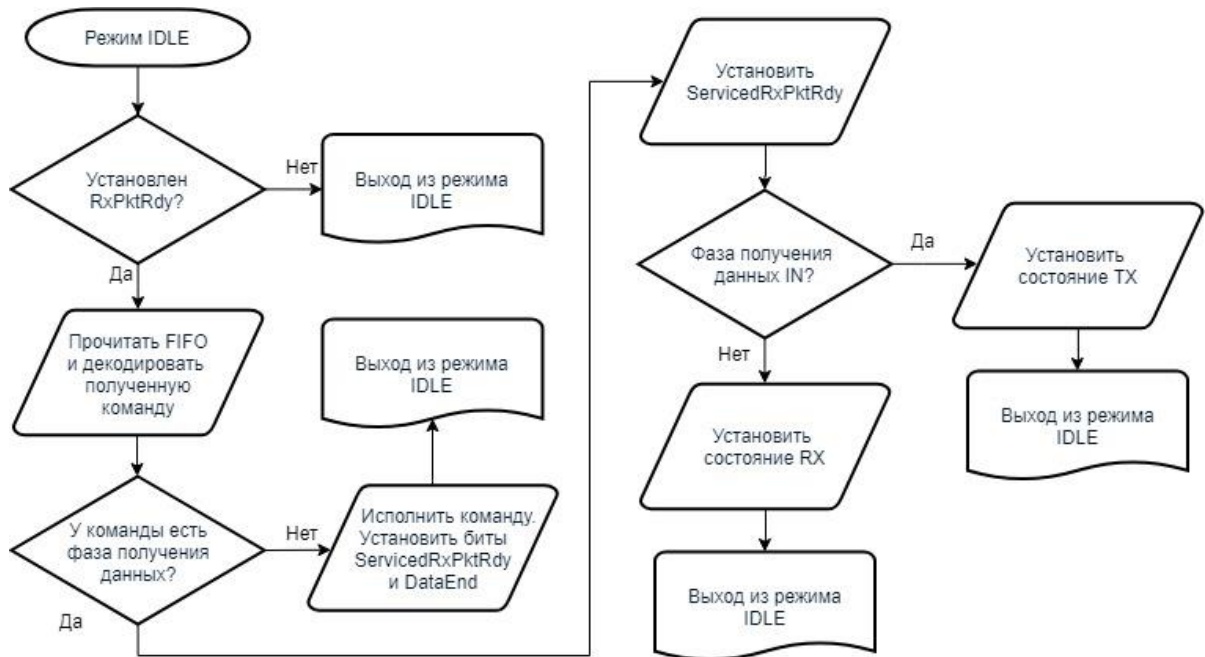 Режим IDLE
Установлен
RxPktRdy?
Нет
Выход из режима
IDLE
Да
Прочитать FIFO
и декодировать
полученную
команду
Выход из режима
IDLE
У команды есть
фаза получения
данных?
Нет
Исполнить команду.
Установить биты
ServicedRxPktRdy
и DataEnd
Да
Установить
ServicedRxPktRdy
Фаза получения
данных IN?
Да
Установить
состояние TX
Выход из режима
IDLE
Нет
Установить
состояние RX
Выход из режима
IDLE